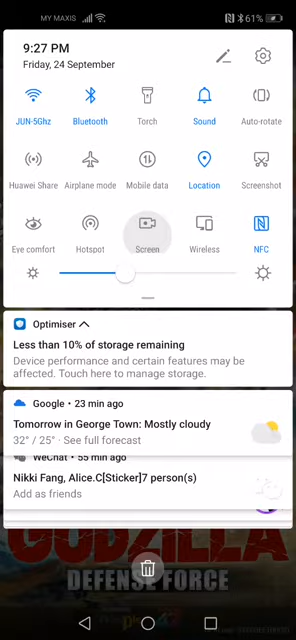 MY MAXIS
61%
9:27 PM
Friday, 24 September
JUN-5Ghz
Bluetooth
Torch
Sound
Auto-rotate
Huawei Share
Airplane mode
Mobile data
Location
Screenshot
Eye comfort
Hotspot
Screen
Wireless
NFC
Optimiser
Less than 10% of storage remaining
Device performance and certain features may be
affected. Touch here to manage storage.
Google • 23 min ago
Tomorrow in George Town: Mostly cloudy
32° / 25° · See full forecast
WeChat • 55 min ago
Nikki Fang, Alice.C[Sticker]7 person(s)
Add as friends
GODZILLA
DEFENSE FORCE